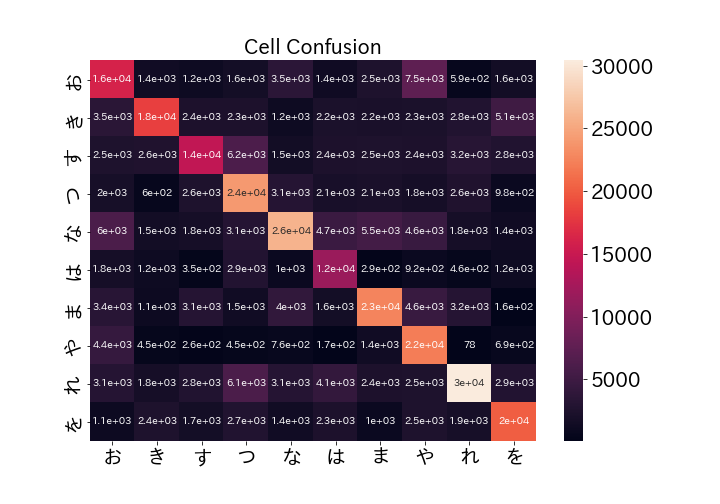 Cell Confusion
お 1.6e+04 1.4e+03 1.2e+03 1.6e+03 3.5e+03 1.4e+03 2.5e+03 7.5e+03 5.9e+02 1.6e+03 30000
き 3.5e+03 1.8e+04 2.4e+03 2.3e+03 1.2e+03 2.2e+03 2.2e+03 2.3e+03 2.8e+03 5.1e+03 25000
す 2.5e+03 2.6e+03 1.4e+04 6.2e+03 1.5e+03 2.4e+03 2.5e+03 2.4e+03 3.2e+03 2.8e+03
つ 2e+03 6e+02 2.6e+03 2.4e+04 3.1e+03 2.1e+03 2.1e+03 1.8e+03 2.6e+03 9.8e+02 20000
な 6e+03 1.5e+03 1.8e+03 3.1e+03 2.6e+04 4.7e+03 5.5e+03 4.6e+03 1.8e+03 1.4e+03
は 1.8e+03 1.2e+03 3.5e+02 2.9e+03 1e+03 1.2e+04 2.9e+02 9.2e+02 4.6e+02 1.2e+03 15000
ま 3.4e+03 1.1e+03 3.1e+03 1.5e+03 4e+03 1.6e+03 2.3e+04 4.6e+03 3.2e+03 1.6e+02 10000
や 4.4e+03 4.5e+02 2.6e+02 4.5e+02 7.6e+02 1.7e+02 1.4e+03 2.2e+04 78 6.9e+02
れ 3.1e+03 1.8e+03 2.8e+03 6.1e+03 3.1e+03 4.1e+03 2.4e+03 2.5e+03 3e+04 2.9e+03 5000
を 1.1e+03 2.4e+03 1.7e+03 2.7e+03 1.4e+03 2.3e+03 1e+03 2.5e+03 1.9e+03 2e+04
お き す つ な は ま や れ を